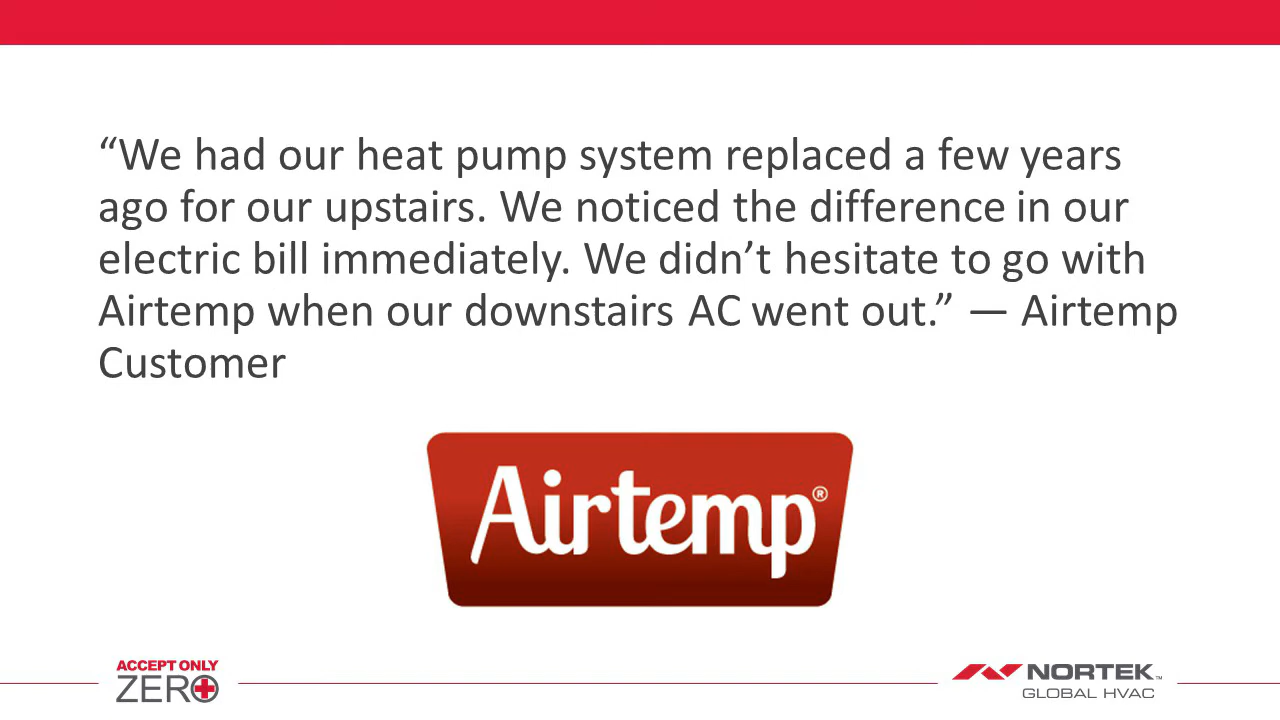 “We had our heat pump system replaced a few years
ago for our upstairs. We noticed the difference in our
electric bill immediately. We didn’t hesitate to go with
Airtemp when our downstairs AC went out.” — Airtemp
Customer
Airtemp®
ACCEPT ONLY
ZERO
NORTEK™
GLOBAL HVAC